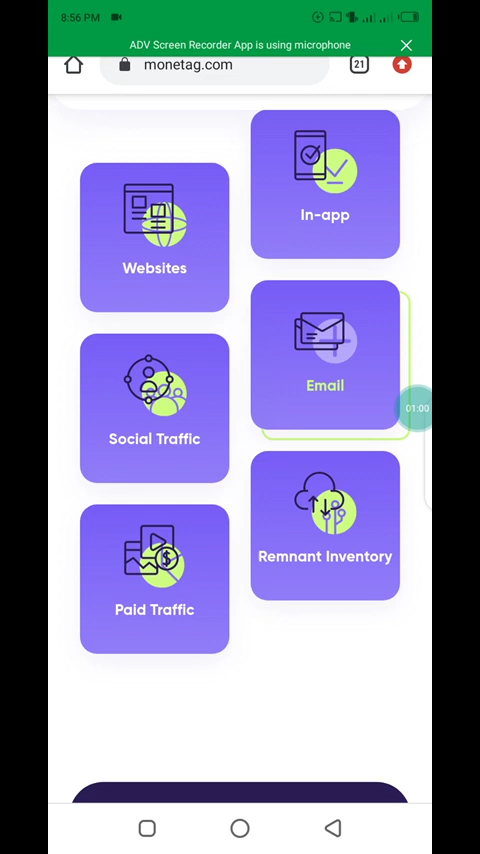 8:56 PM
ADV Screen Recorder App is using microphone
monetag.com
21
In-app
Websites
Email
01:00
Social Traffic
Remnant Inventory
Paid Traffic